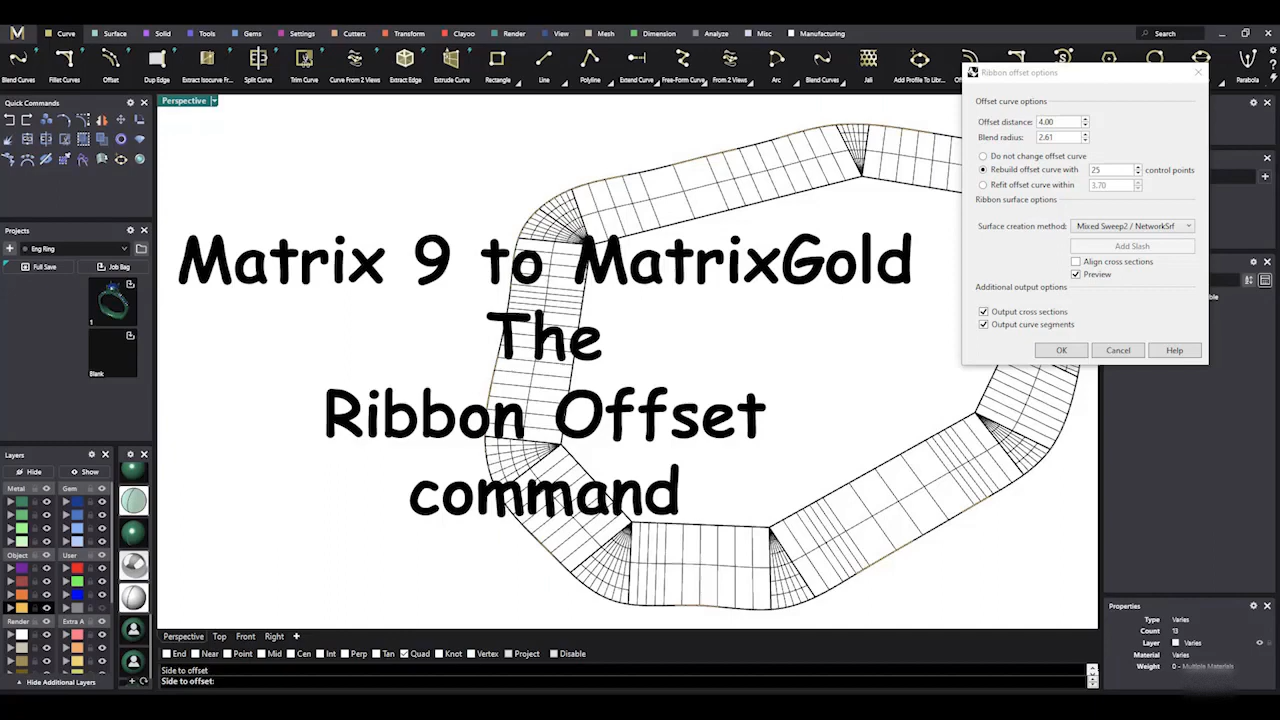 Curve
Surface
Solid
Tools
Gems
Settings
Cutters
Transform
Clayoo
Render
View
Mesh
Dimension
Analyze
Misc
Manufacturing
Search
Blend Curves
Fillet Curves
Offset
Dup Edge
Extract Isocurve Fr...
Split Curve
Trim Curve
Curve From 2 Views
Extract Edge
Extrude Curve
Rectangle
Line
Polyline
Extend Curve
Free-Form Curve
From 2 Views
Arc
Blend Curves
Jali
Add Profile To Libr...
Parabola
Quick Commands
Perspective
Ribbon offset options
Offset curve options
Offset distance: 4.00
Blend radius: 2.61
Do not change offset curve
Rebuild offset curve with 25 control points
Refit offset curve within 3.70
Ribbon surface options
Surface creation method: Mixed Sweep2 / NetworkSrf
Add Slash
Align cross sections
Preview
Additional output options
Output cross sections
Output curve segments
OK Cancel Help
Projects
Eng Ring
Full Save Job Bag
1
Blank
Matrix 9 to MatrixGold
The
Ribbon Offset
command
Layers
Hide Show
Metal Gem
Object User
Render Extra A
Hide Additional Layers
Perspective Top Front Right
End Near Point Mid Cen Int Perp Tan Quad Knot Vertex Project Disable
Side to offset
Side to offset:
Properties
Type Varies
Count 13
Layer Varies
Material Varies
Weight 0 - Multiple Materials